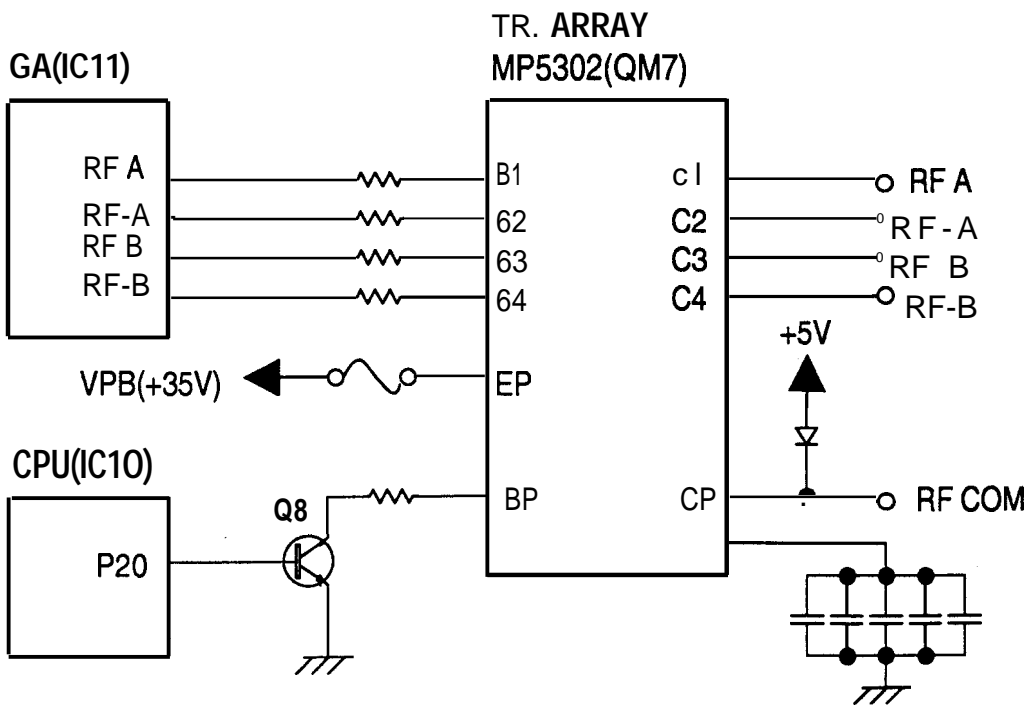 TR. ARRAY
MP5302(QM7)
GA(IC11)
RF A
RF-A
RF B
RF-B
B1
62
63
64
EP
BP
cI
C2
C3
C4
CP
RF A
RF-A
RF B
RF-B
+5V
RF COM
VPB(+35V)
CPU(IC10)
P20
Q8